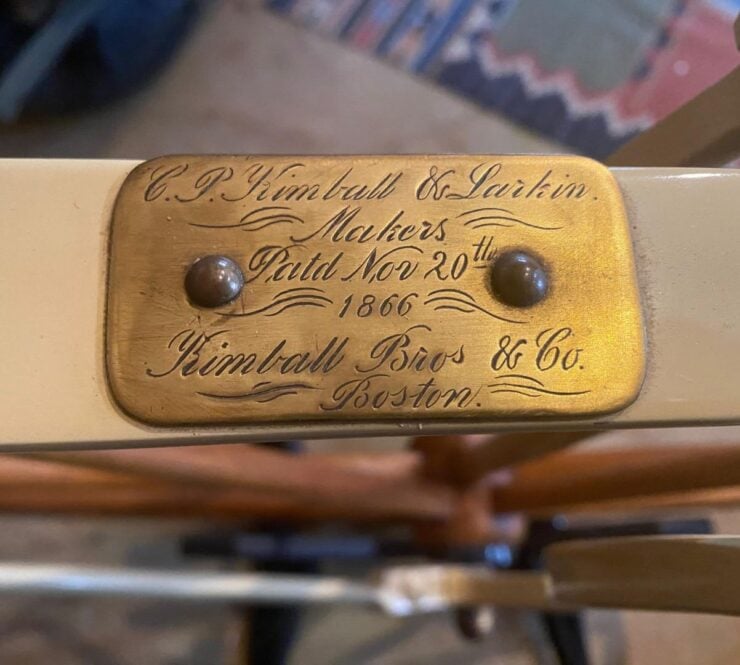 C. P. Kimball & Larkin.
Makers
Patd Nov 20th
1866
Kimball Bros & Co.
Boston.